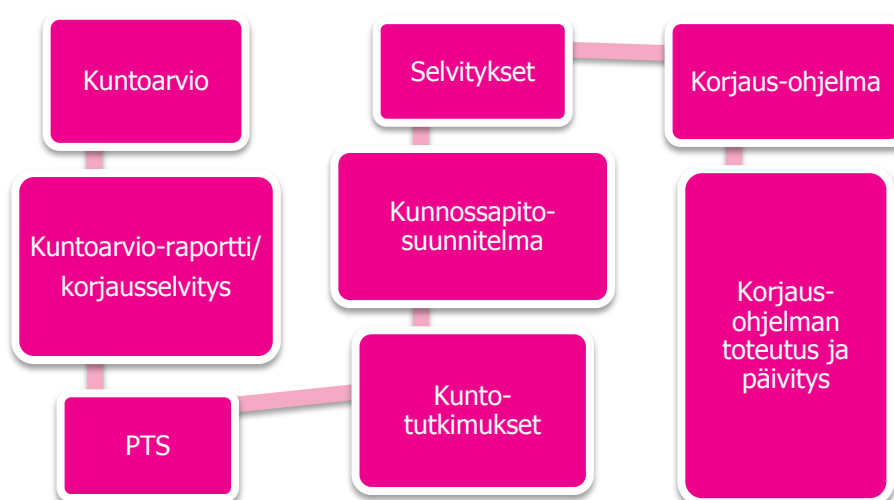 Kuntoarvio
Kuntoarvio-raportti/
korjausselvitys
PTS
Kunto-
tutkimukset
Kunnossapito-
suunnitelma
Selvitykset
Korjaus-ohjelma
Korjaus-
ohjelman
toteutus ja
päivitys